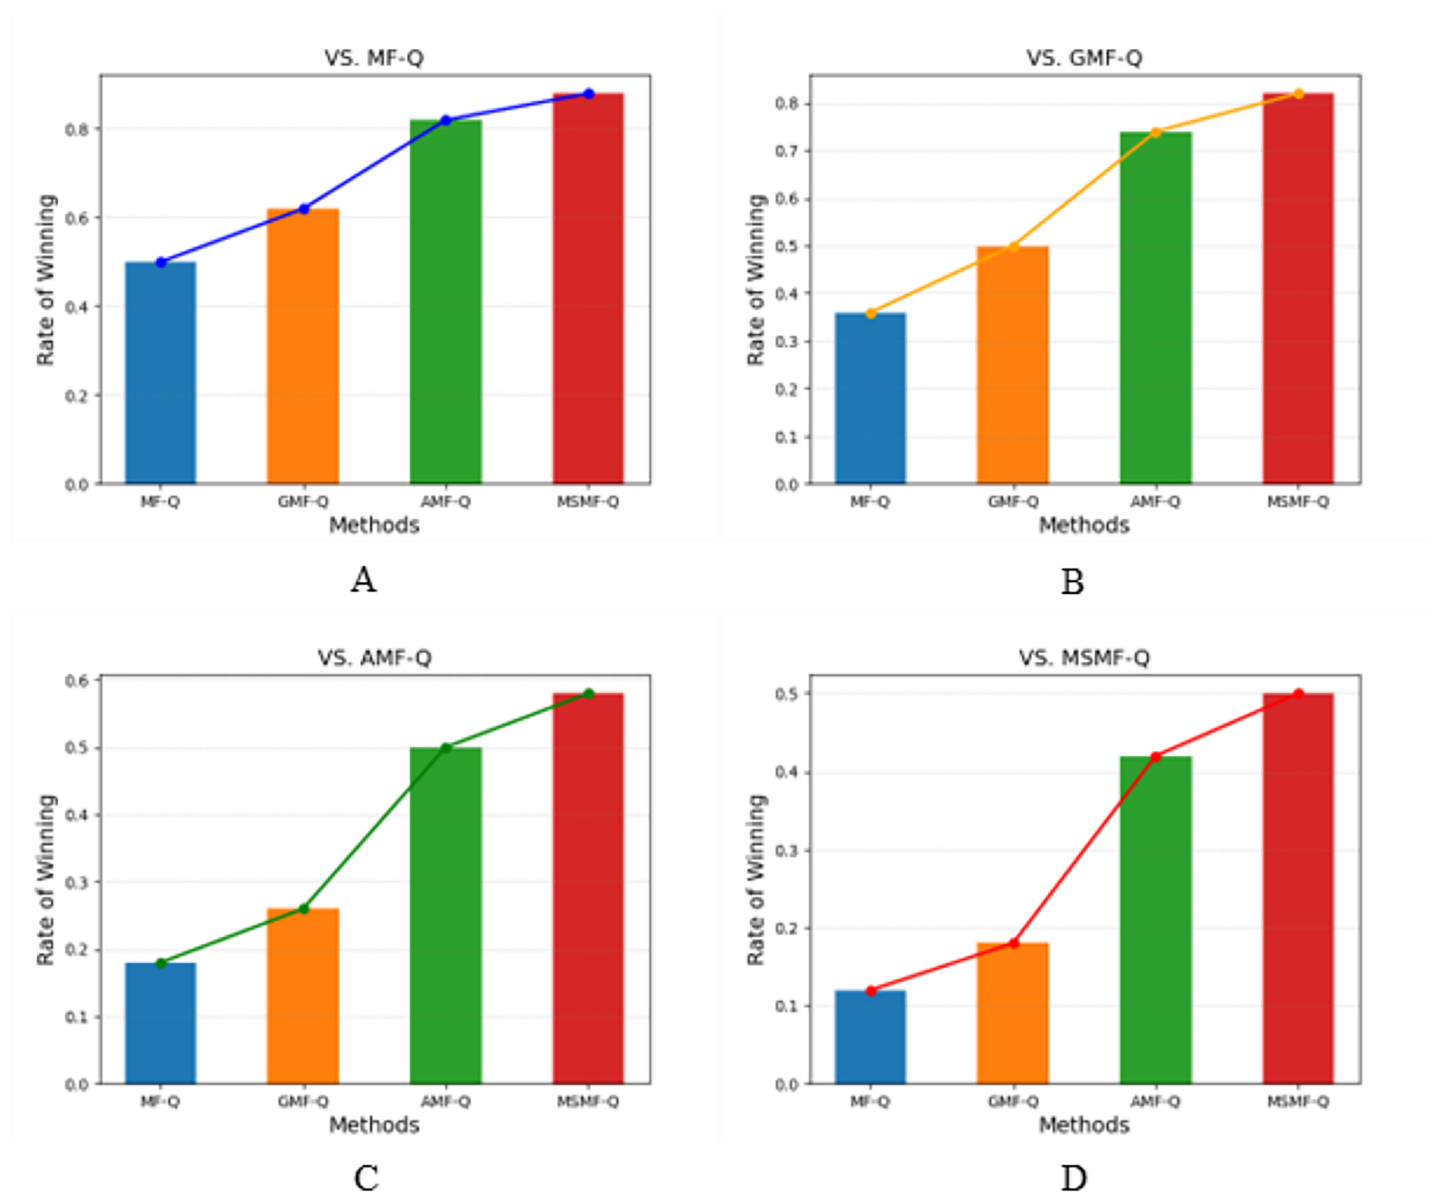 VS. MF-Q
Rate of Winning
0.8
0.6
0.4
0.2
0.0
MF-Q GMF-Q AMF-Q MSMF-Q
Methods
A
VS. GMF-Q
Rate of Winning
0.8
0.7
0.6
0.5
0.4
0.3
0.2
0.1
0.0
MF-Q GMF-Q AMF-Q MSMF-Q
Methods
B
VS. AMF-Q
Rate of Winning
0.6
0.5
0.4
0.3
0.2
0.1
0.0
MF-Q GMF-Q AMF-Q MSMF-Q
Methods
C
VS. MSMF-Q
Rate of Winning
0.5
0.4
0.3
0.2
0.1
0.0
MF-Q GMF-Q AMF-Q MSMF-Q
Methods
D